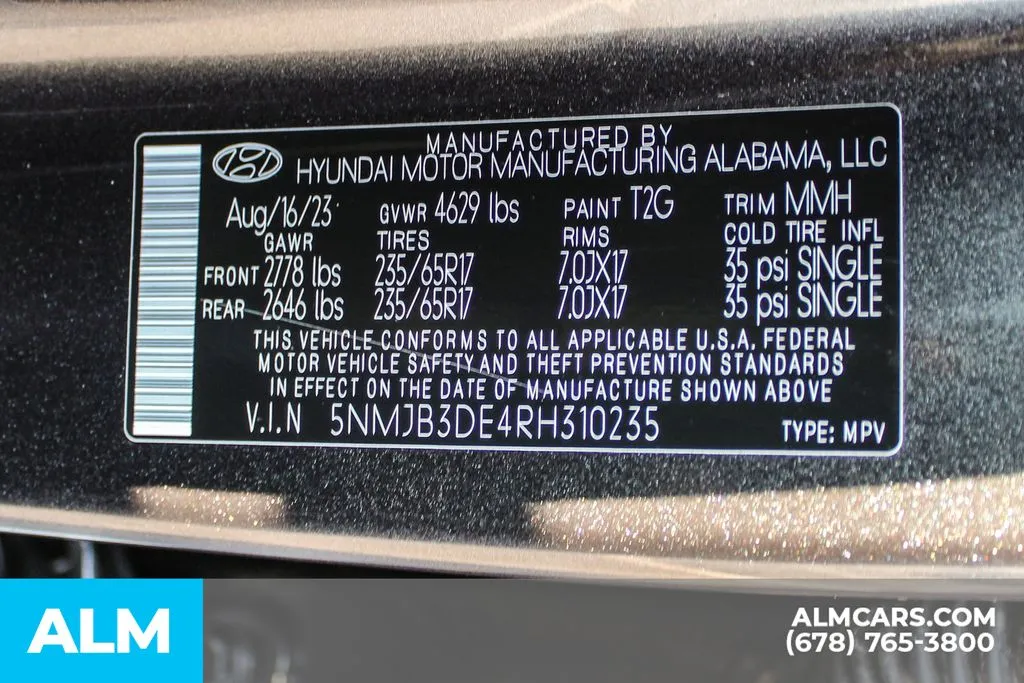 MANUFACTURED BY
HYUNDAI MOTOR MANUFACTURING ALABAMA, LLC
Aug/16/23 GVWR 4629 lbs PAINT T2G TRIM MMH
GAWR TIRES RIMS COLD TIRE INFL
FRONT 2778 lbs 235/65R17 7.0JX17 35 psi SINGLE
REAR 2646 lbs 235/65R17 7.0JX17 35 psi SINGLE
THIS VEHICLE CONFORMS TO ALL APPLICABLE U.S.A. FEDERAL
MOTOR VEHICLE SAFETY AND THEFT PREVENTION STANDARDS
IN EFFECT ON THE DATE OF MANUFACTURE SHOWN ABOVE
V.I.N 5NMJB3DE4RH310235 TYPE: MPV
ALM
ALMCARS.COM
(678) 765-3800